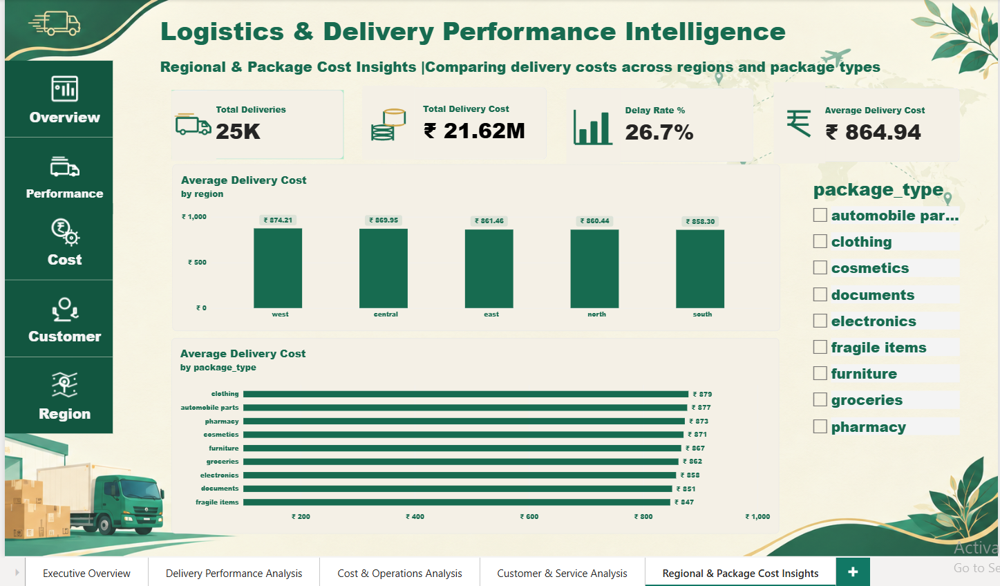 Logistics & Delivery Performance Intelligence
Regional & Package Cost Insights |Comparing delivery costs across regions and package types
Overview
Performance
Cost
Customer
Region
Total Deliveries
25K
Total Delivery Cost
₹ 21.62M
Delay Rate %
26.7%
Average Delivery Cost
₹ 864.94
Average Delivery Cost
by region
₹ 1,000
₹ 500
₹ 0
₹ 874.21
₹ 869.95
₹ 861.46
₹ 860.44
₹ 858.30
west
central
east
north
south
Average Delivery Cost
by package_type
clothing ₹ 879
automobile parts ₹ 877
pharmacy ₹ 873
cosmetics ₹ 871
furniture ₹ 867
groceries ₹ 862
electronics ₹ 858
documents ₹ 851
fragile items ₹ 847
₹ 200 ₹ 400 ₹ 600 ₹ 800 ₹ 1,000
package_type
automobile par...
clothing
cosmetics
documents
electronics
fragile items
furniture
groceries
pharmacy
Activa
Go to Se
Executive Overview
Delivery Performance Analysis
Cost & Operations Analysis
Customer & Service Analysis
Regional & Package Cost Insights
+